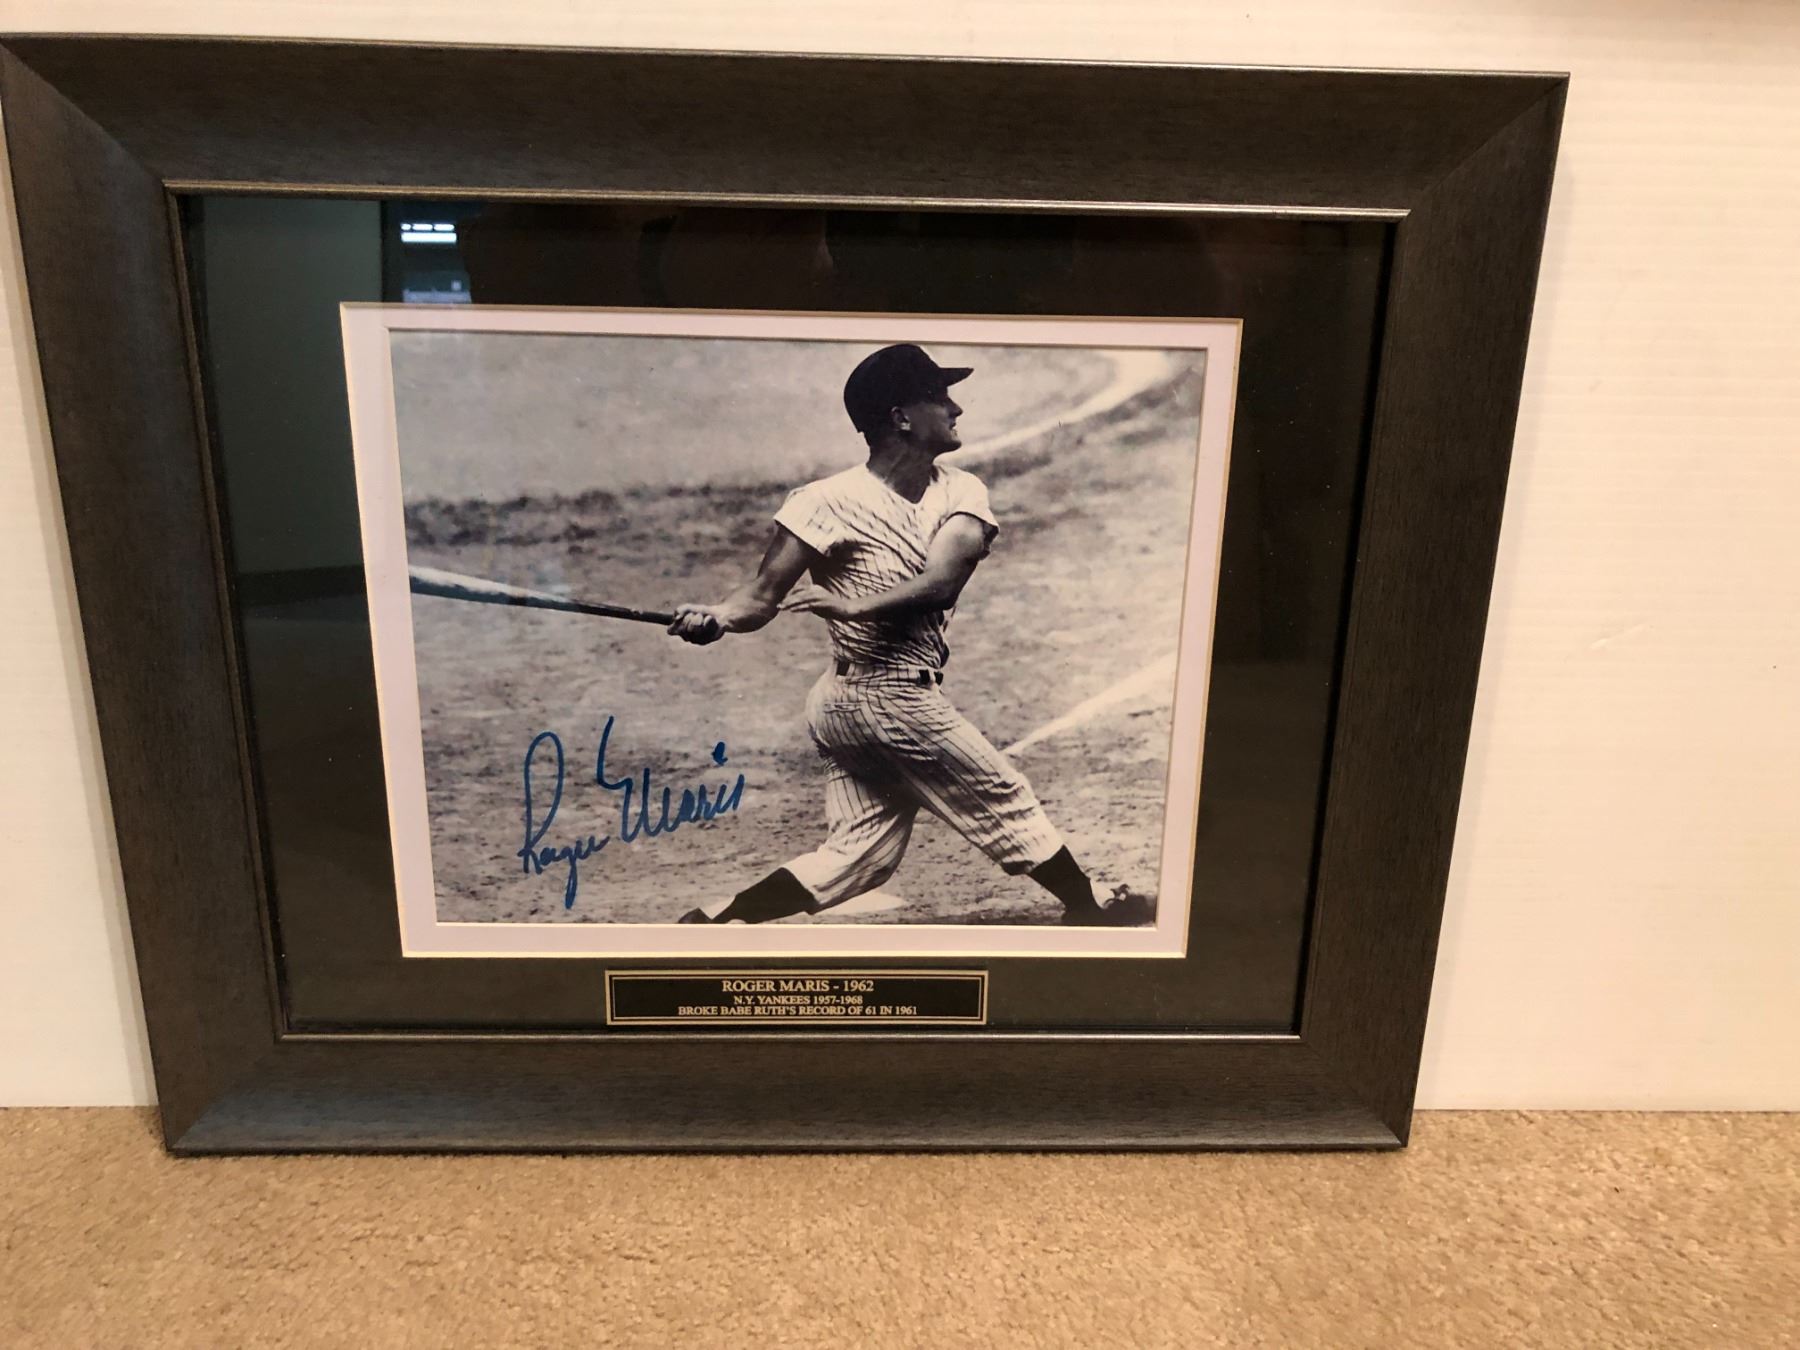 Roger Maris
ROGER MARIS - 1962
N.Y. YANKEES 1957-1968
BROKE BABE RUTH'S RECORD OF 61 IN 1961